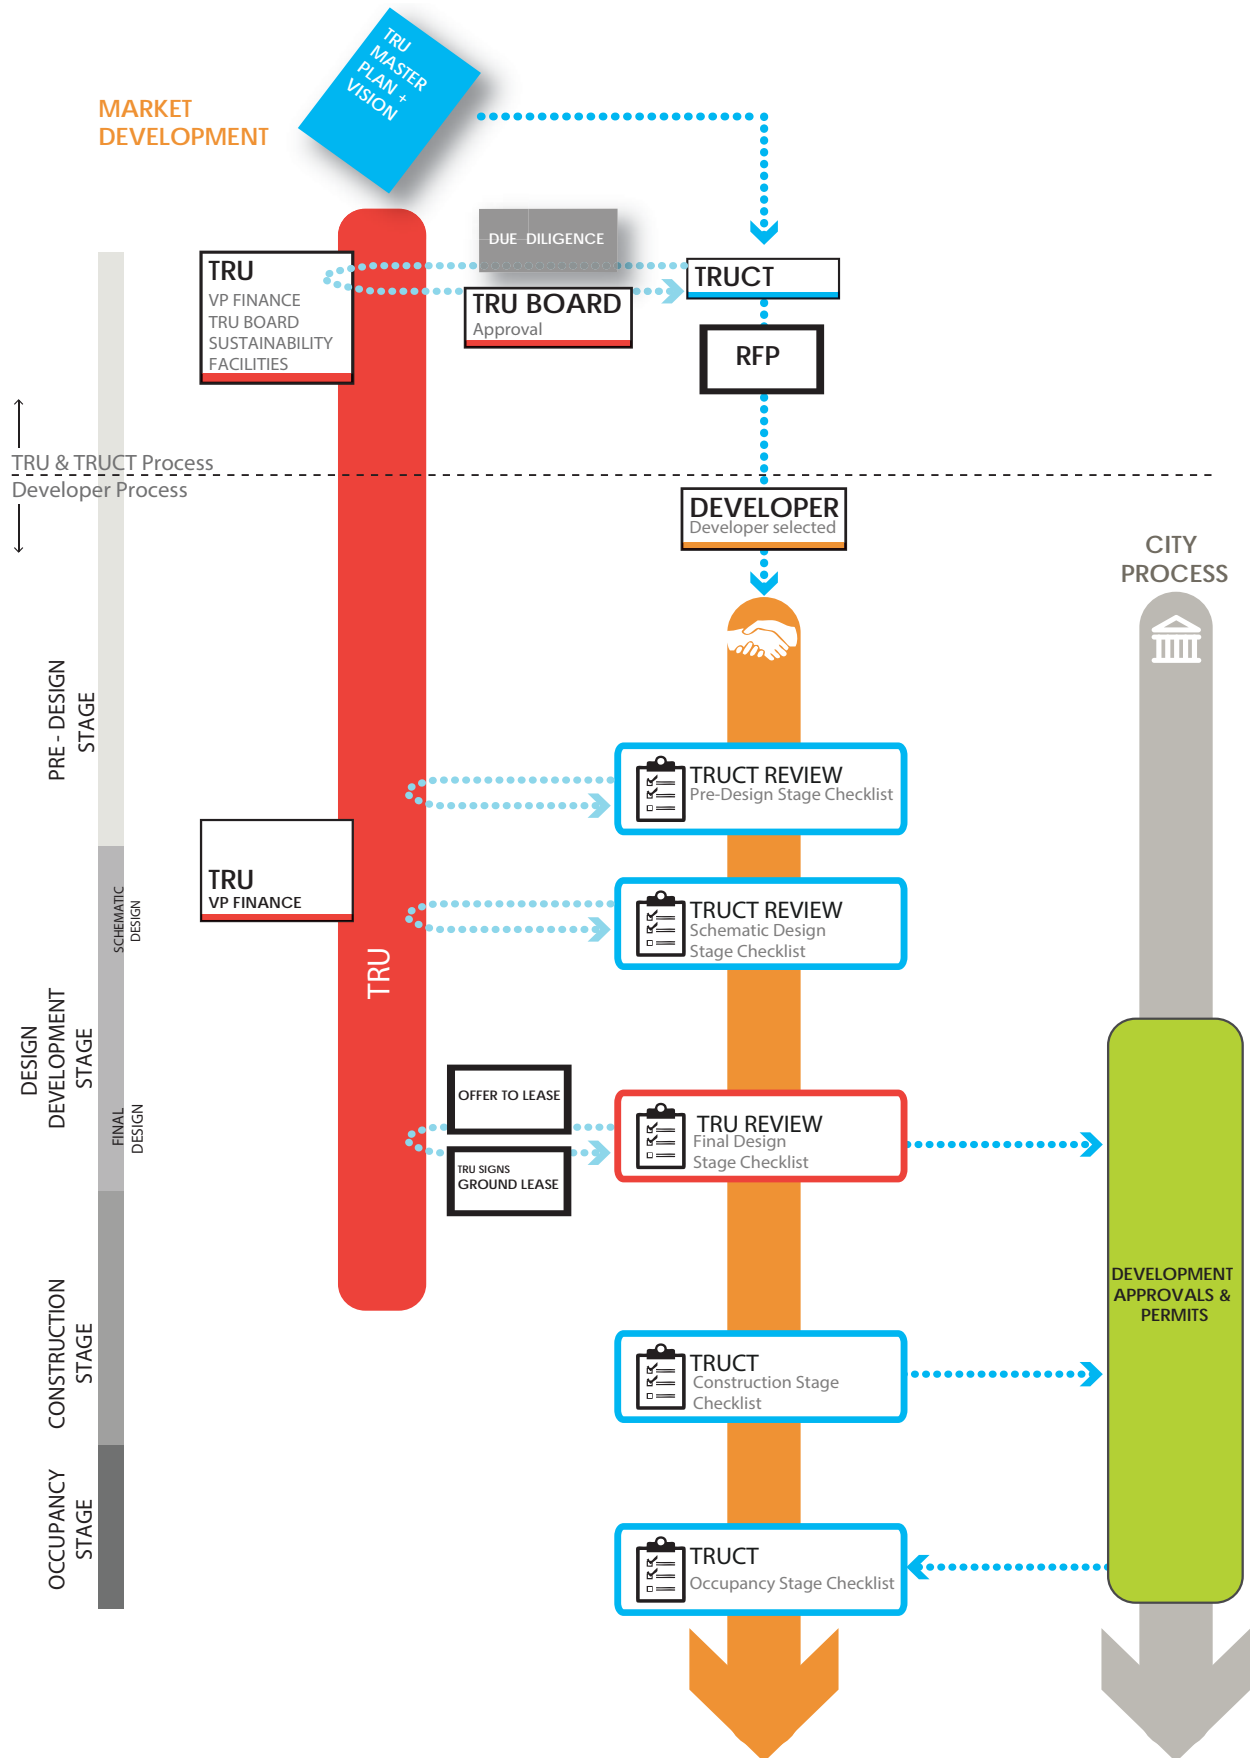 TRU
MASTER
PLAN +
VISION
MARKET
DEVELOPMENT
DUE DILIGENCE
TRU
VP FINANCE
TRU BOARD
SUSTAINABILITY
FACILITIES
TRU BOARD
Approval
TRUCT
RFP
TRU & TRUCT Process
Developer Process
DEVELOPER
Developer selected
CITY
PROCESS
PRE - DESIGN
STAGE
TRUCT REVIEW
Pre-Design Stage Checklist
TRU
VP FINANCE
SCHEMATIC
DESIGN
TRUCT REVIEW
Schematic Design
Stage Checklist
TRU
DESIGN
DEVELOPMENT
STAGE
FINAL
DESIGN
OFFER TO LEASE
TRU SIGNS
GROUND LEASE
TRU REVIEW
Final Design
Stage Checklist
DEVELOPMENT
APPROVALS &
PERMITS
CONSTRUCTION
STAGE
TRUCT
Construction Stage
Checklist
OCCUPANCY
STAGE
TRUCT
Occupancy Stage Checklist